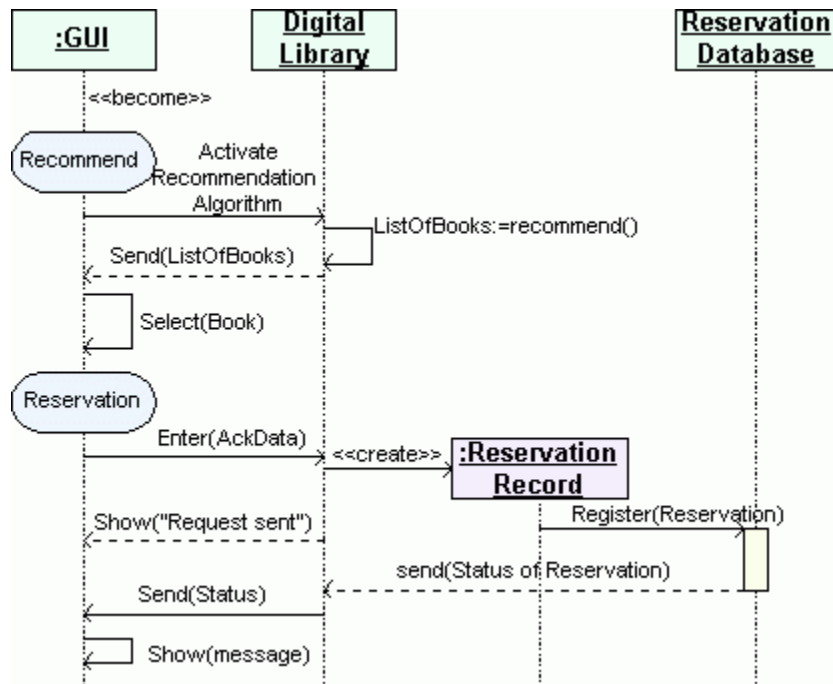 :GUI
Digital
Library
Reservation
Database
<<become>>
Recommend
Activate
Recommendation
Algorithm
ListOfBooks:=recommend()
Send(ListOfBooks)
Select(Book)
Reservation
Enter(AckData)
<<create>>
:Reservation
Record
Register(Reservation)
Show("Request sent")
send(Status of Reservation)
Send(Status)
Show(message)